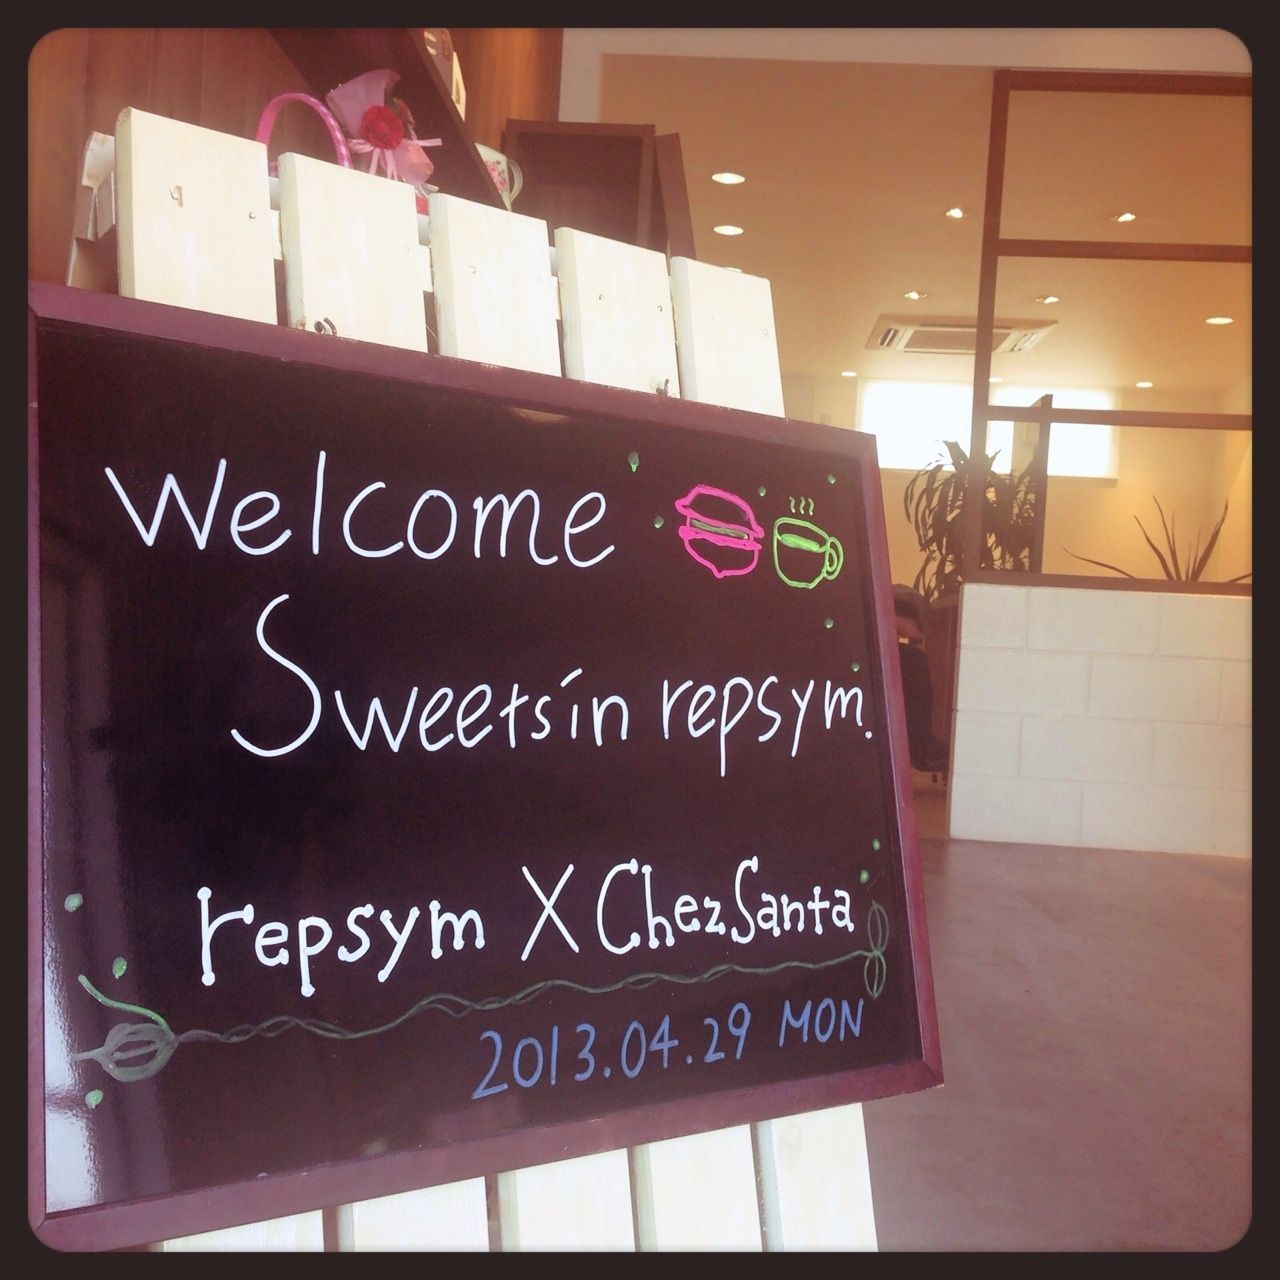 Welcome
Sweets in repsym.
repsym X Chez Santa
2013.04.29 MON